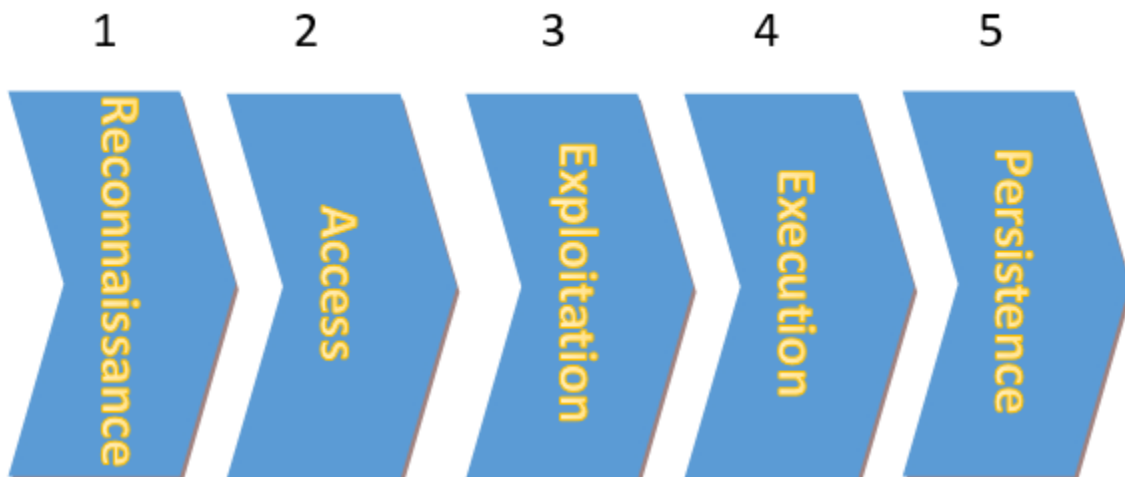 1 2 3 4 5
Reconnaissance
Access
Exploitation
Execution
Persistence